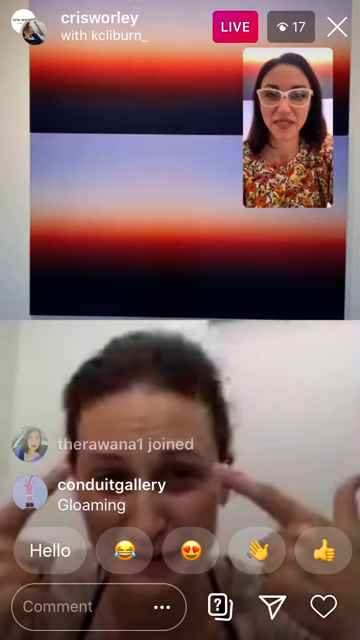 crisworley
with kcliburn_
LIVE
17
therawana1 joined
conduitgallery
Gloaming
Hello
Comment